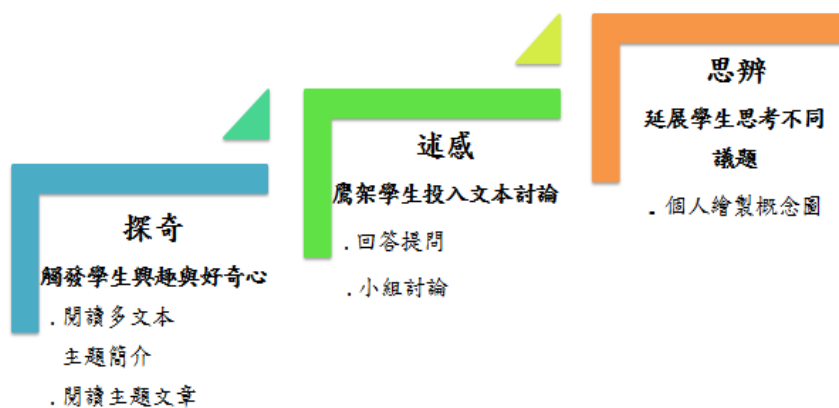 探奇
觸發學生興趣與好奇心
. 閱讀多文本
主題簡介
. 閱讀主題文章
述感
鷹架學生投入文本討論
. 回答提問
. 小組討論
思辨
延展學生思考不同
議題
. 個人繪製概念圖